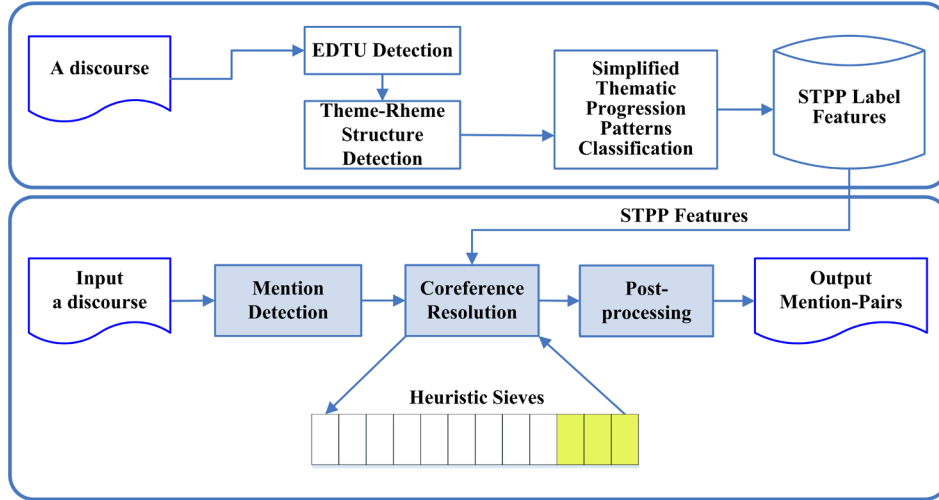 A discourse
EDTU Detection
Theme-Rheme
Structure
Detection
Simplified
Thematic
Progression
Patterns
Classification
STPP Label
Features
STPP Features
Input
a discourse
Mention
Detection
Coreference
Resolution
Post-
processing
Output
Mention-Pairs
Heuristic Sieves